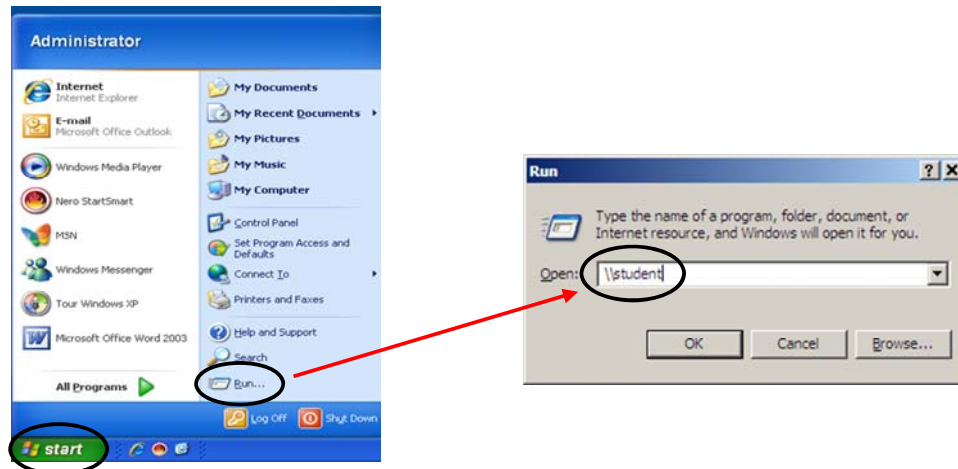 Administrator
Internet
Internet Explorer
E-mail
Microsoft Office Outlook
Windows Media Player
Nero StartSmart
MSN
Windows Messenger
Tour Windows XP
Microsoft Office Word 2003
All Programs
My Documents
My Recent Documents
My Pictures
My Music
My Computer
Control Panel
Set Program Access and
Defaults
Connect To
Printers and Faxes
Help and Support
Search
Run...
Log Off
Shut Down
start
Run
Type the name of a program, folder, document, or
Internet resource, and Windows will open it for you.
Open: \\student
OK Cancel Browse...